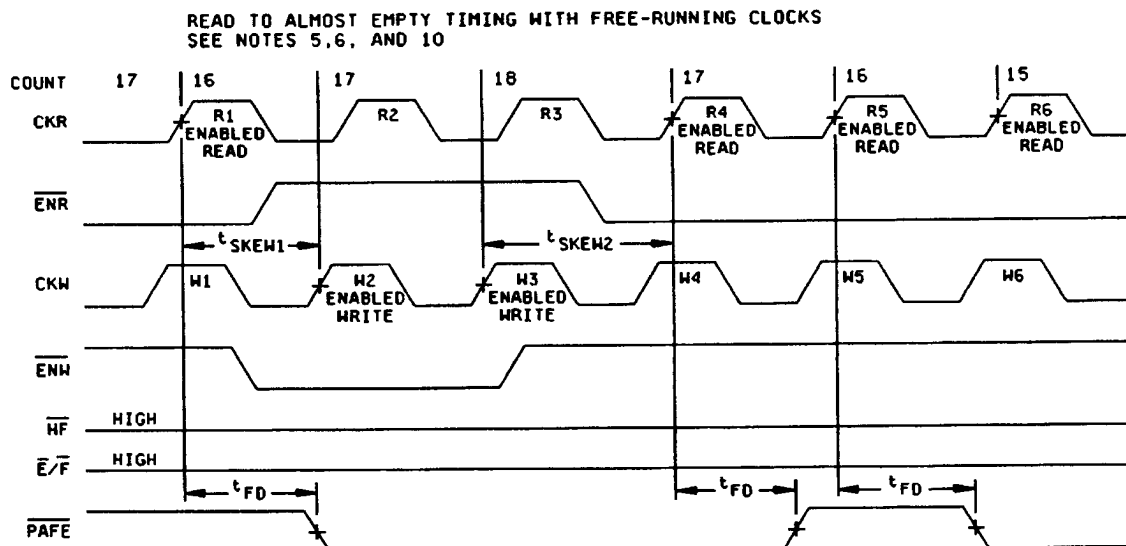 READ TO ALMOST EMPTY TIMING WITH FREE-RUNNING CLOCKS
SEE NOTES 5,6, AND 10
COUNT 17 16 17 18 17 16 15
CKR R1 ENABLED READ R2 R3 R4 ENABLED READ R5 ENABLED READ R6 ENABLED READ
ENR
tSKEW1 tSKEW2
CKW W1 W2 ENABLED WRITE W3 ENABLED WRITE W4 W5 W6
ENW
HF HIGH
E/F HIGH
tFD tFD tFD
PAFE